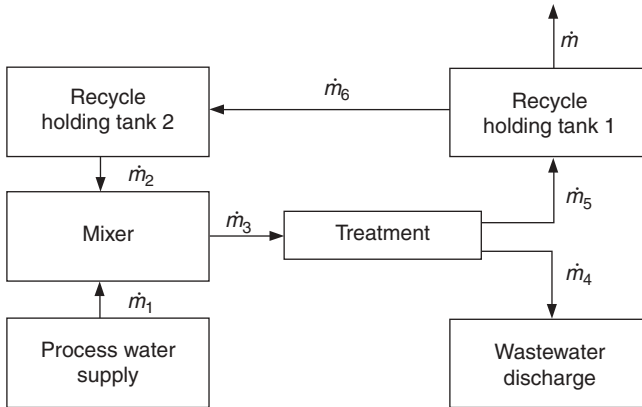 ṁ
Recycle
holding tank 2
ṁ6
Recycle
holding tank 1
ṁ2
ṁ5
Mixer
ṁ3
Treatment
ṁ4
ṁ1
Process water
supply
Wastewater
discharge